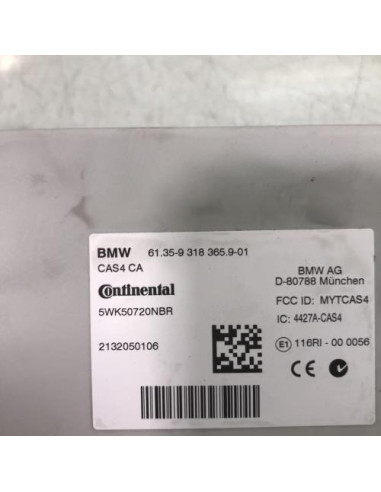 BMW 61.35-9 318 365.9-01
CAS4 CA
BMW AG
D-80788 München
Continental
FCC ID: MYTCAS4
5WK50720NBR
IC: 4427A-CAS4
2132050106
E1 116RI - 00 0056
CE